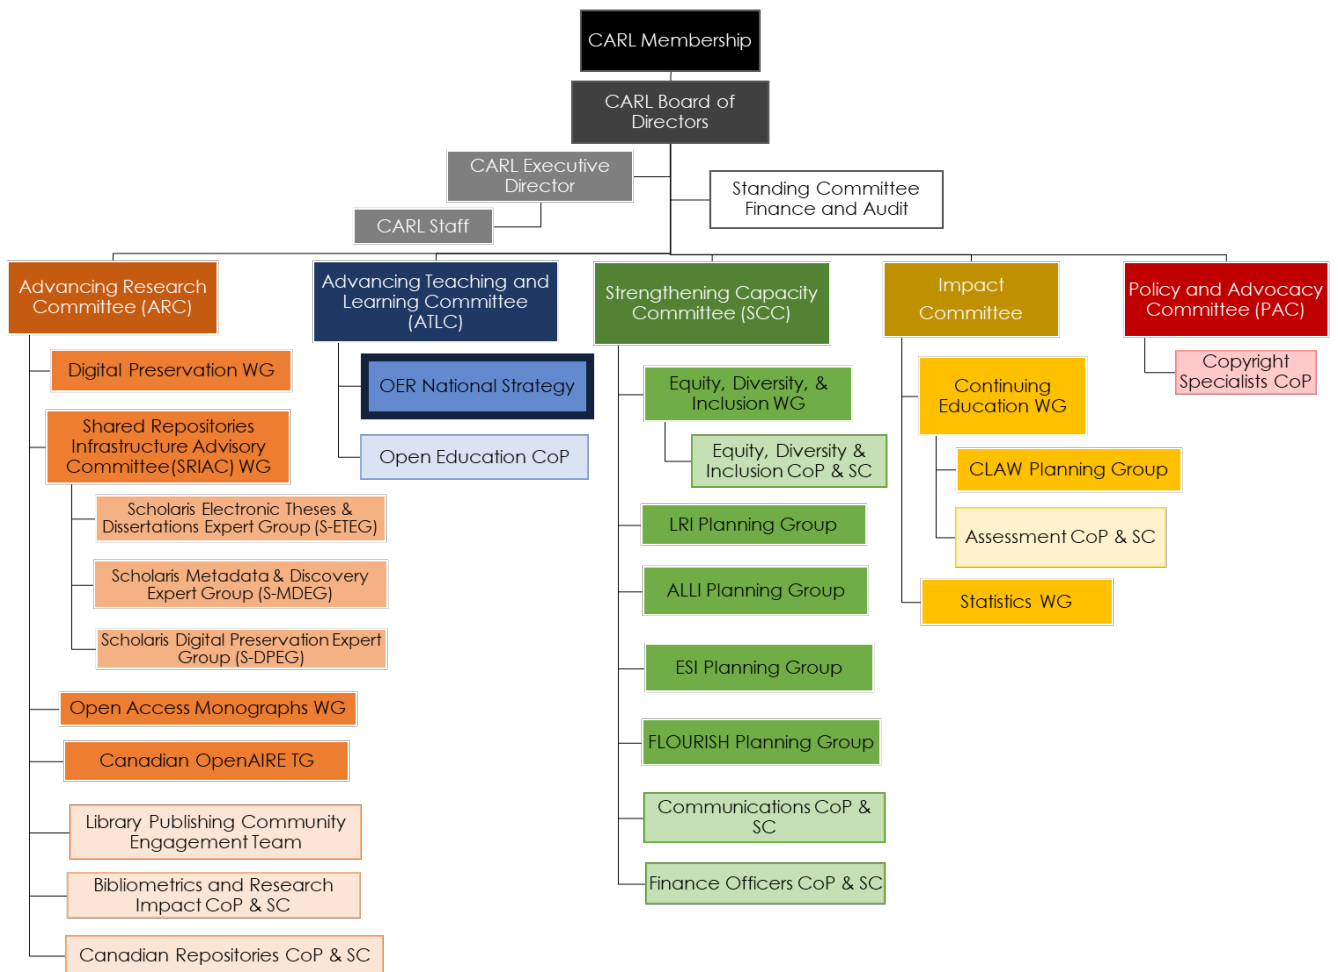 CARL Membership
CARL Board of
Directors
CARL Executive
Director
CARL Staff
Standing Committee
Finance and Audit
Advancing Research
Committee (ARC)
Digital Preservation WG
Shared Repositories
Infrastructure Advisory
Committee(SRIAC) WG
Scholaris Electronic Theses &
Dissertations Expert Group (S-ETEG)
Scholaris Metadata & Discovery
Expert Group (S-MDEG)
Scholaris Digital Preservation Expert
Group (S-DPEG)
Open Access Monographs WG
Canadian OpenAIRE TG
Library Publishing Community
Engagement Team
Bibliometrics and Research
Impact CoP & SC
Canadian Repositories CoP & SC
Advancing Teaching and
Learning Committee
(ATLC)
OER National Strategy
Open Education CoP
Strengthening Capacity
Committee (SCC)
Equity, Diversity, &
Inclusion WG
Equity, Diversity &
Inclusion CoP & SC
LRI Planning Group
ALLI Planning Group
ESI Planning Group
FLOURISH Planning Group
Communications CoP &
SC
Finance Officers CoP & SC
Impact
Committee
Continuing
Education WG
CLAW Planning Group
Assessment CoP & SC
Statistics WG
Policy and Advocacy
Committee (PAC)
Copyright
Specialists CoP